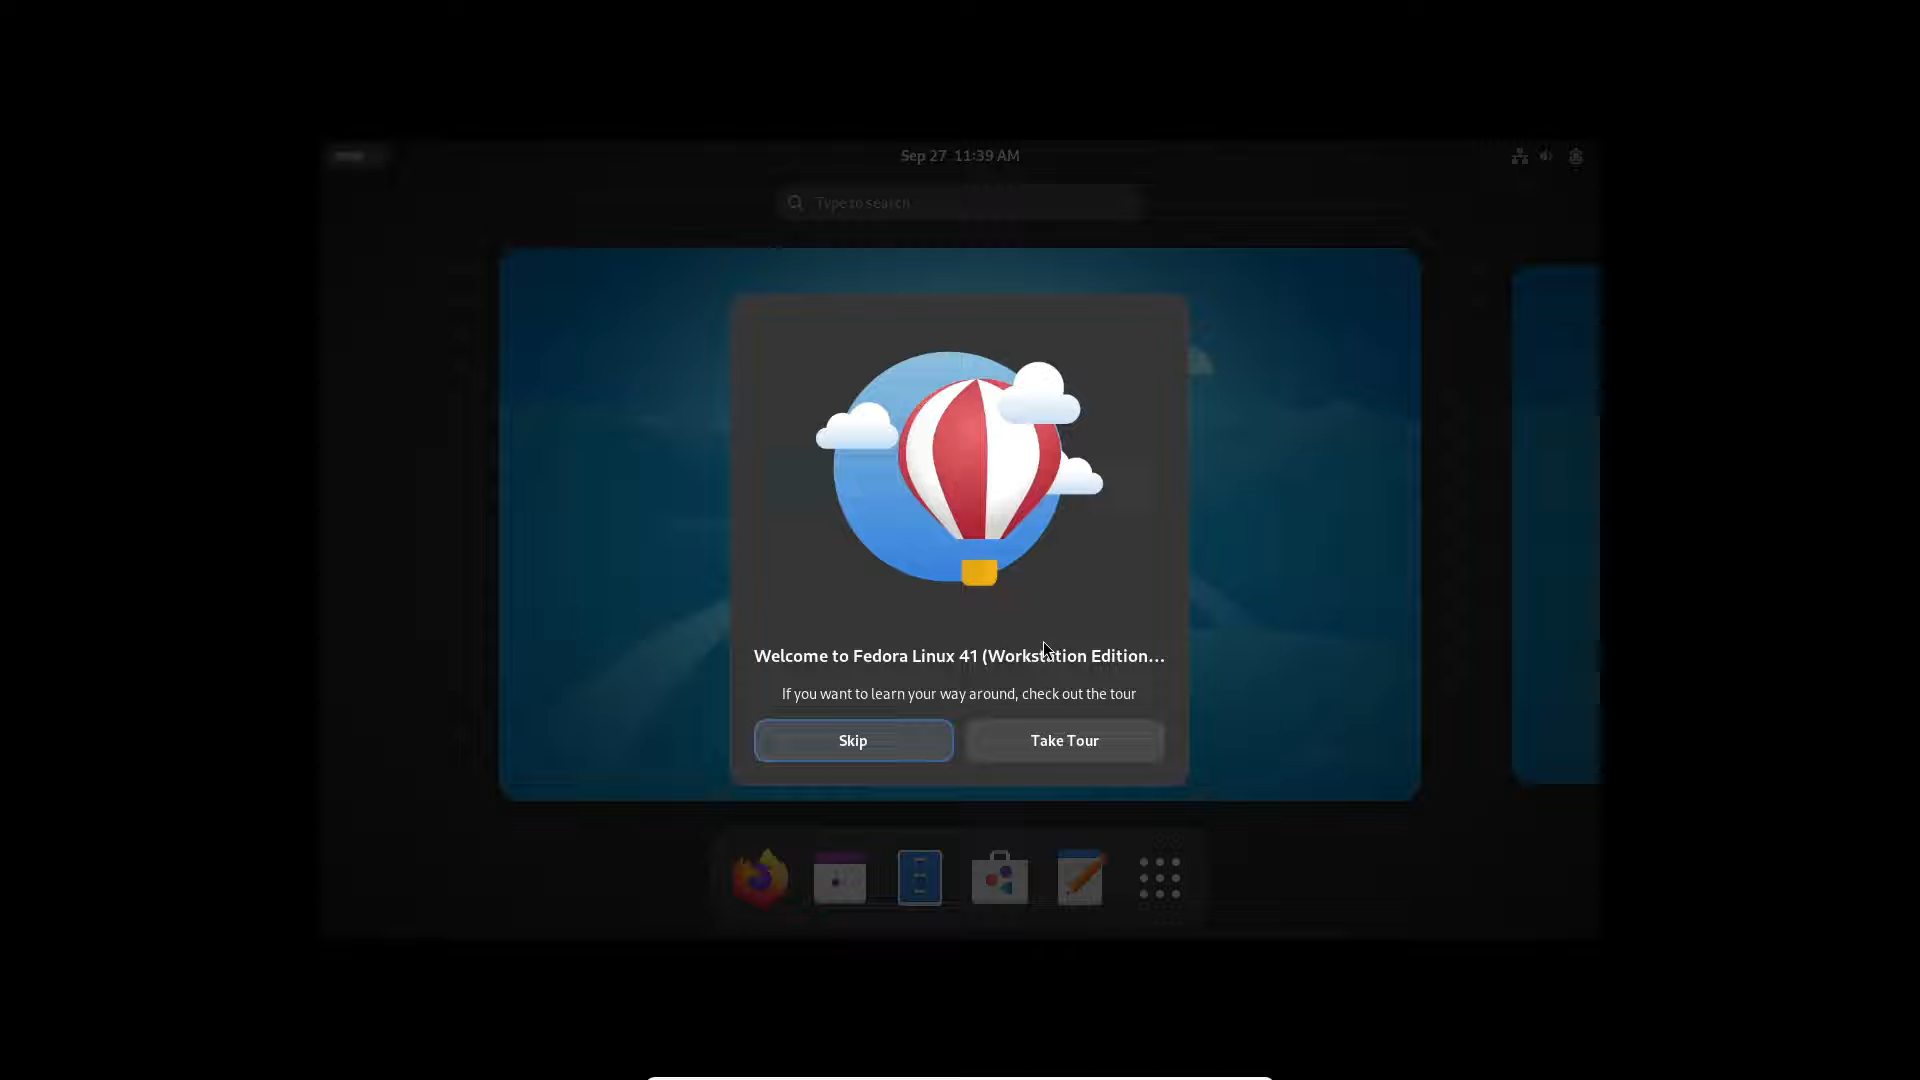 Sep 27 11:39 AM
Type to search
Welcome to Fedora Linux 41 (Workstation Edition...
If you want to learn your way around, check out the tour
Skip
Take Tour